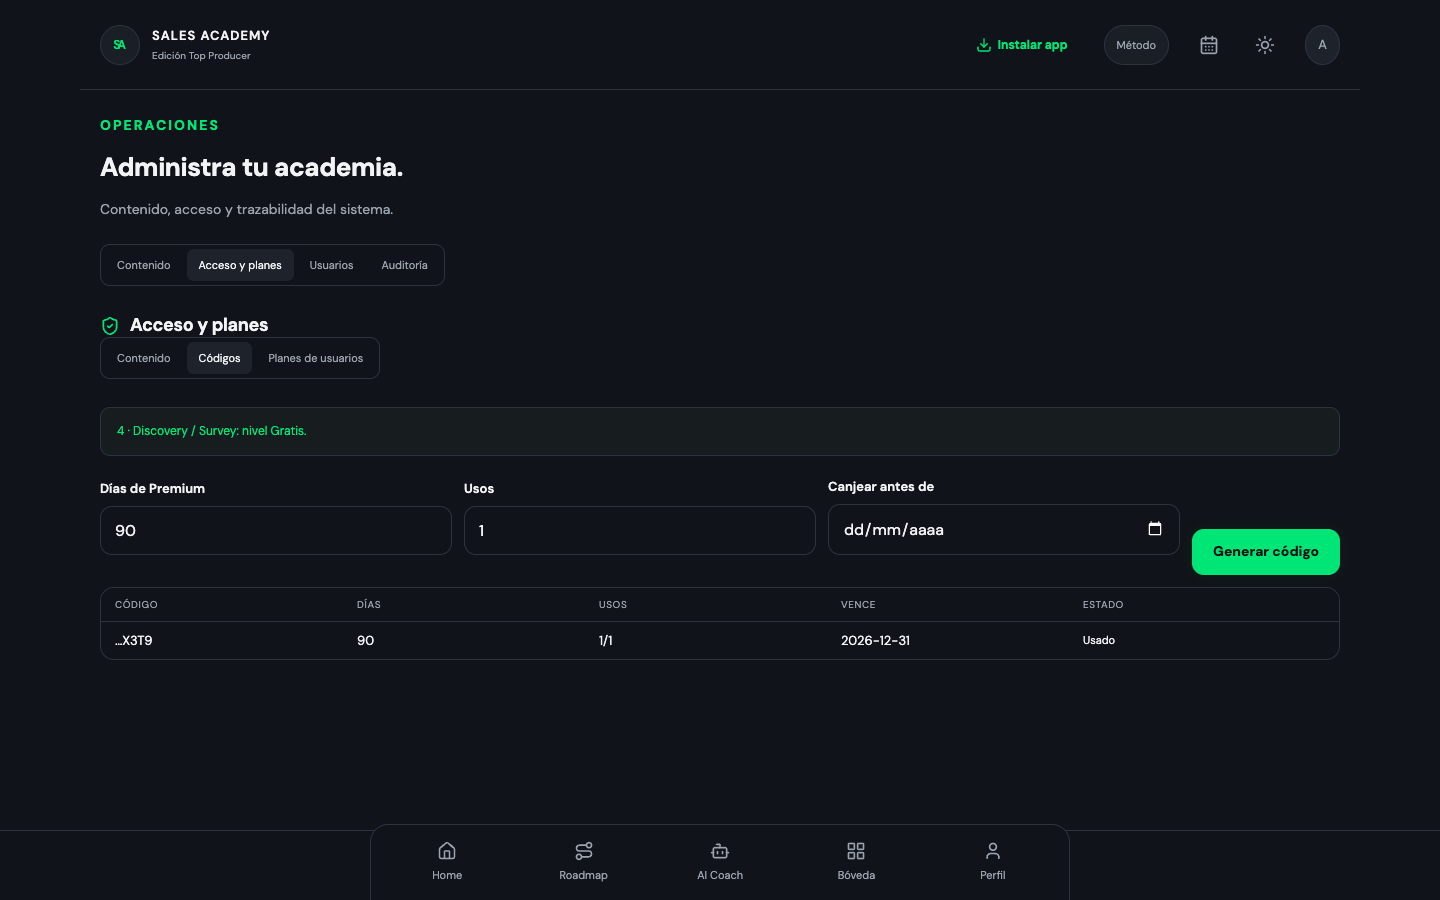 SA
SALES ACADEMY
Edición Top Producer
Instalar app
Método
A
OPERACIONES
Administra tu academia.
Contenido, acceso y trazabilidad del sistema.
Contenido Acceso y planes Usuarios Auditoría
Acceso y planes
Contenido Códigos Planes de usuarios
4 · Discovery / Survey: nivel Gratis.
Días de Premium Usos Canjear antes de
90 1 dd/mm/aaaa
Generar código
CÓDIGO DÍAS USOS VENCE ESTADO
…X3T9 90 1/1 2026-12-31 Usado
Home Roadmap AI Coach Bóveda Perfil